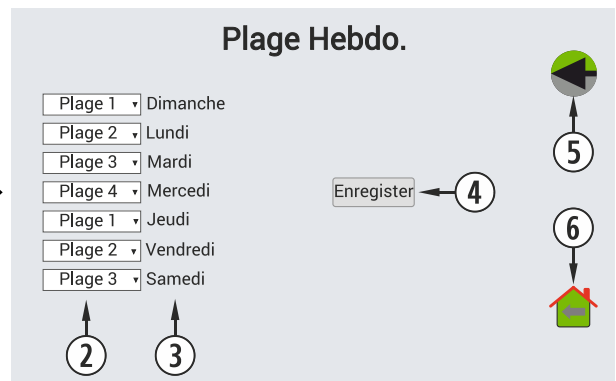 Plage Hebdo.
Plage 1 Dimanche
Plage 2 Lundi
Plage 3 Mardi
Plage 4 Mercedi
Plage 1 Jeudi
Plage 2 Vendredi
Plage 3 Samedi
Enregister
4
5
6
2
3